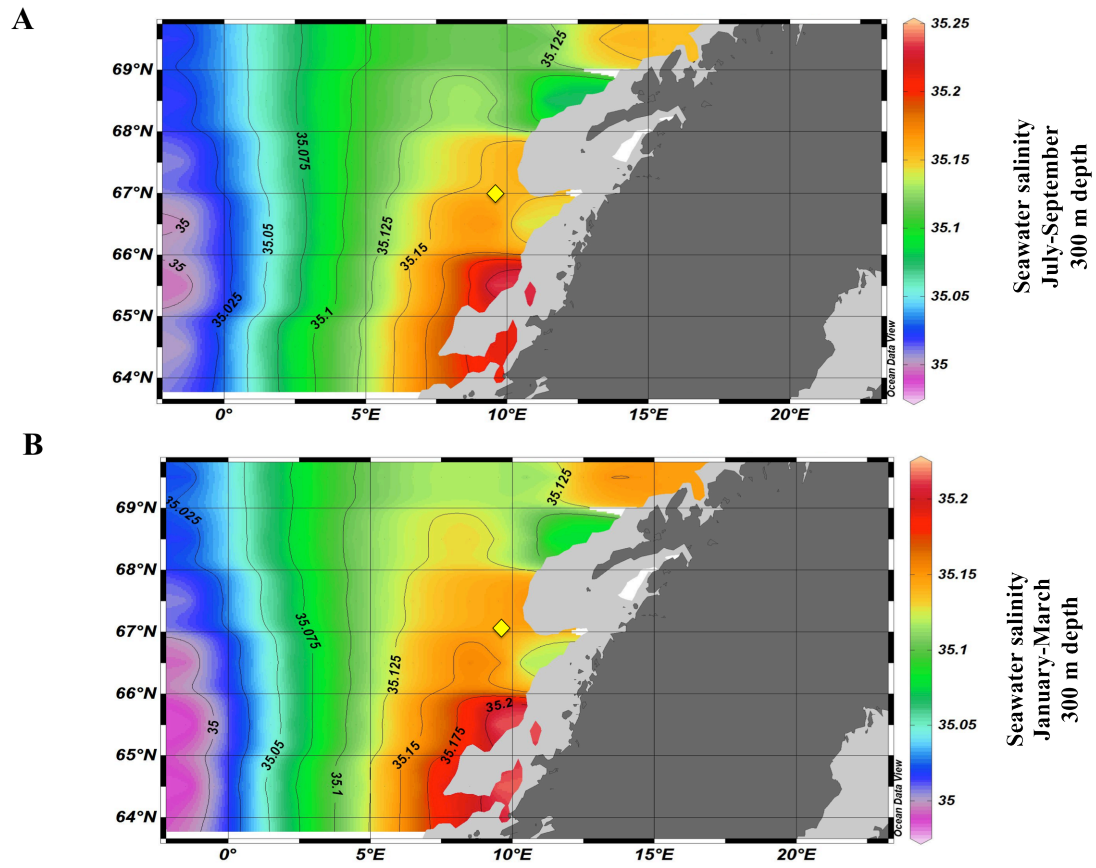 A
69°N
68°N
67°N
66°N
65°N
64°N
0°
5°E
10°E
15°E
20°E
35.125
35.075
35.05
35.125
35.15
35
35
35.025
35.1
Ocean Data View
35.25
35.2
35.15
35.1
35.05
35
Seawater salinity
July-September
300 m depth
B
69°N
68°N
67°N
66°N
65°N
64°N
0°
5°E
10°E
15°E
20°E
35.125
35.025
35.075
35.125
35.2
35
35.05
35.15
35.175
35.1
Ocean Data View
35.2
35.15
35.1
35.05
35
Seawater salinity
January-March
300 m depth